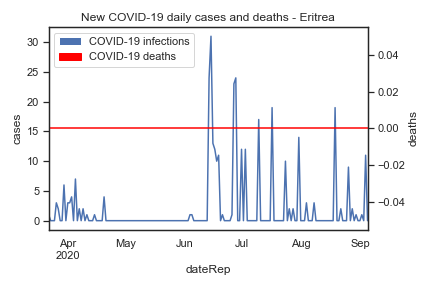 New COVID-19 daily cases and deaths - Eritrea
COVID-19 infections
COVID-19 deaths
30
25
20
15
10
5
0
cases
0.04
0.02
0.00
−0.02
−0.04
deaths
Apr
2020
May
Jun
Jul
Aug
Sep
dateRep